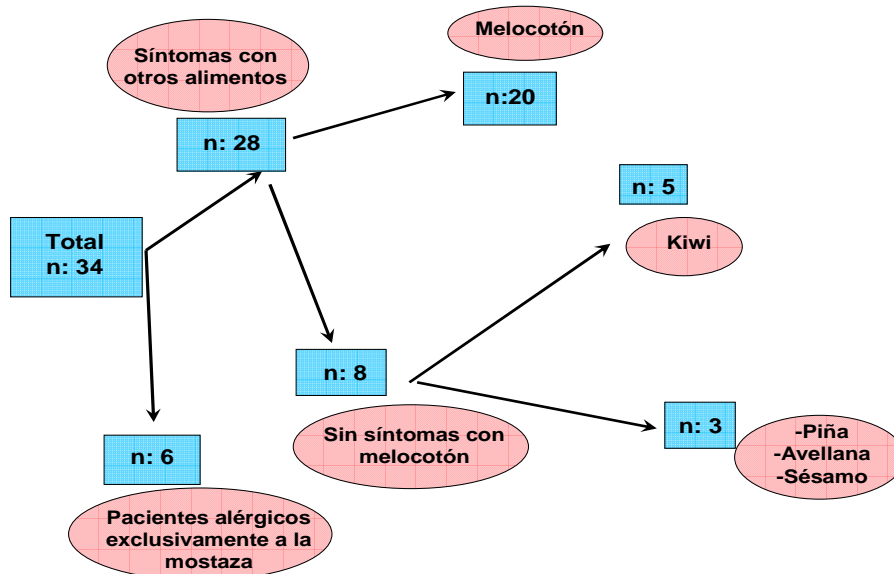 Síntomas con
otros alimentos
n: 28
Melocotón
n:20
n: 5
Kiwi
Total
n: 34
n: 8
Sin síntomas con
melocotón
n: 3
-Piña
-Avellana
-Sésamo
n: 6
Pacientes alérgicos
exclusivamente a la
mostaza